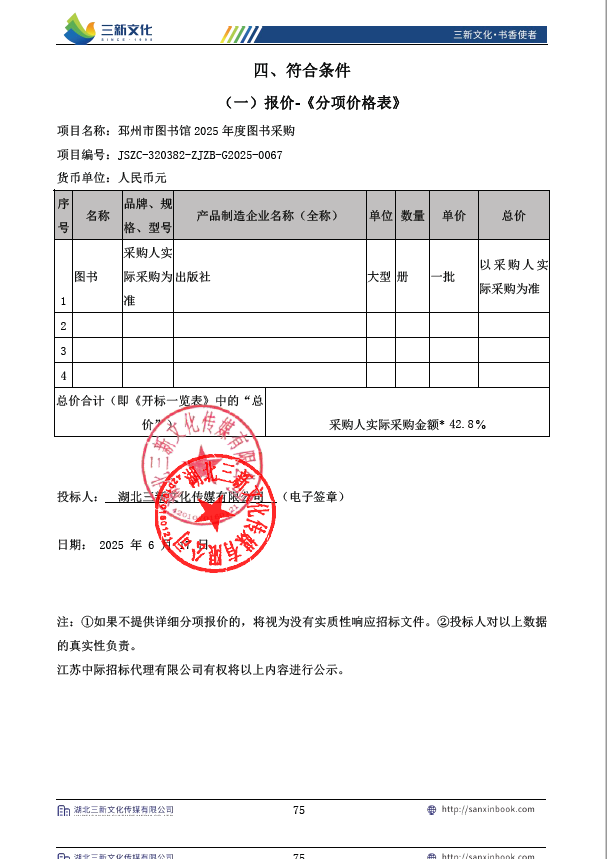 三新文化
三新文化·书香使者
四、符合条件
（一）报价-《分项价格表》
项目名称：邳州市图书馆 2025 年度图书采购
项目编号：JSZC-320382-ZJZB-G2025-0067
货币单位：人民币元
序号 名称 品牌、规格、型号 产品制造企业名称（全称） 单位 数量 单价 总价
1 图书 采购人实际采购为准 出版社 大型 册 一批 以采购人实际采购为准
2
3
4
总价合计（即《开标一览表》中的“总价”） 采购人实际采购金额* 42.8%
投标人： 湖北三新文化传媒有限公司 （电子签章）
日期： 2025 年 6 月 日
注：①如果不提供详细分项报价的，将视为没有实质性响应招标文件。②投标人对以上数据
的真实性负责。
江苏中际招标代理有限公司有权将以上内容进行公示。
湖北三新文化传媒有限公司 75 http://sanxinbook.com
湖北三新文化传媒有限公司 75 http://sanxinbook.com